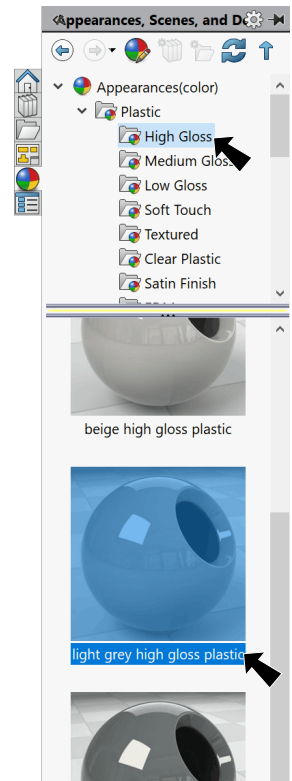 Appearances, Scenes, and D
Appearances(color)
Plastic
High Gloss
Medium Gloss
Low Gloss
Soft Touch
Textured
Clear Plastic
Satin Finish
beige high gloss plastic
light grey high gloss plastic